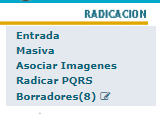 RADICACION
Entrada
Masiva
Asociar Imagenes
Radicar PQRS
Borradores(8)